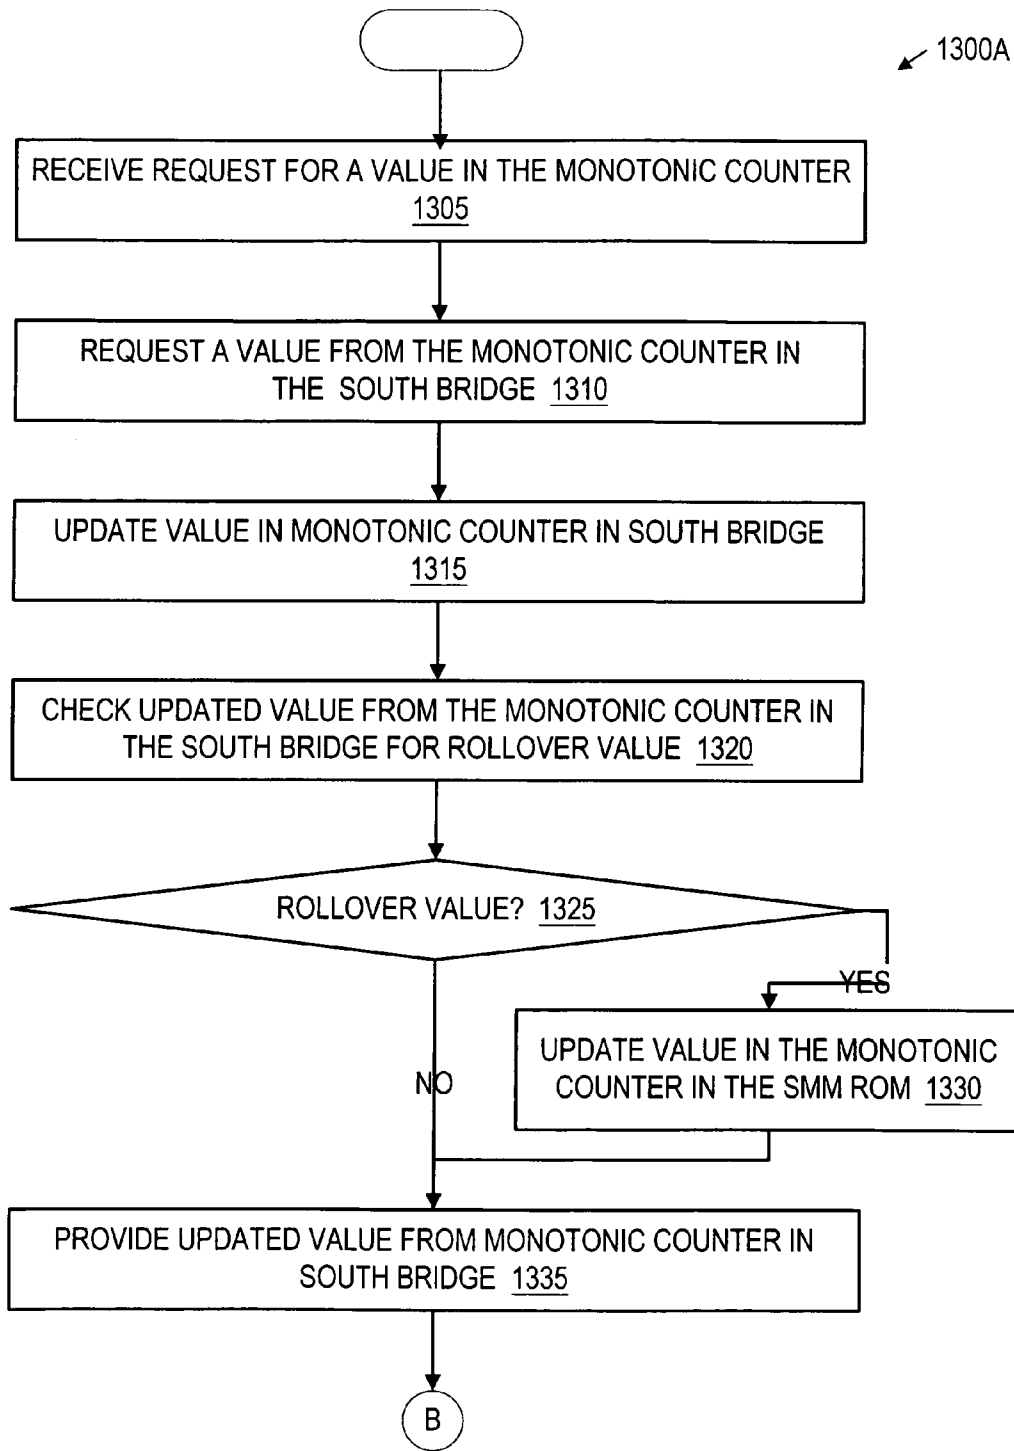 1300A
RECEIVE REQUEST FOR A VALUE IN THE MONOTONIC COUNTER
1305
REQUEST A VALUE FROM THE MONOTONIC COUNTER IN
THE SOUTH BRIDGE 1310
UPDATE VALUE IN MONOTONIC COUNTER IN SOUTH BRIDGE
1315
CHECK UPDATED VALUE FROM THE MONOTONIC COUNTER IN
THE SOUTH BRIDGE FOR ROLLOVER VALUE 1320
ROLLOVER VALUE? 1325
YES
UPDATE VALUE IN THE MONOTONIC
COUNTER IN THE SMM ROM 1330
NO
PROVIDE UPDATED VALUE FROM MONOTONIC COUNTER IN
SOUTH BRIDGE 1335
B